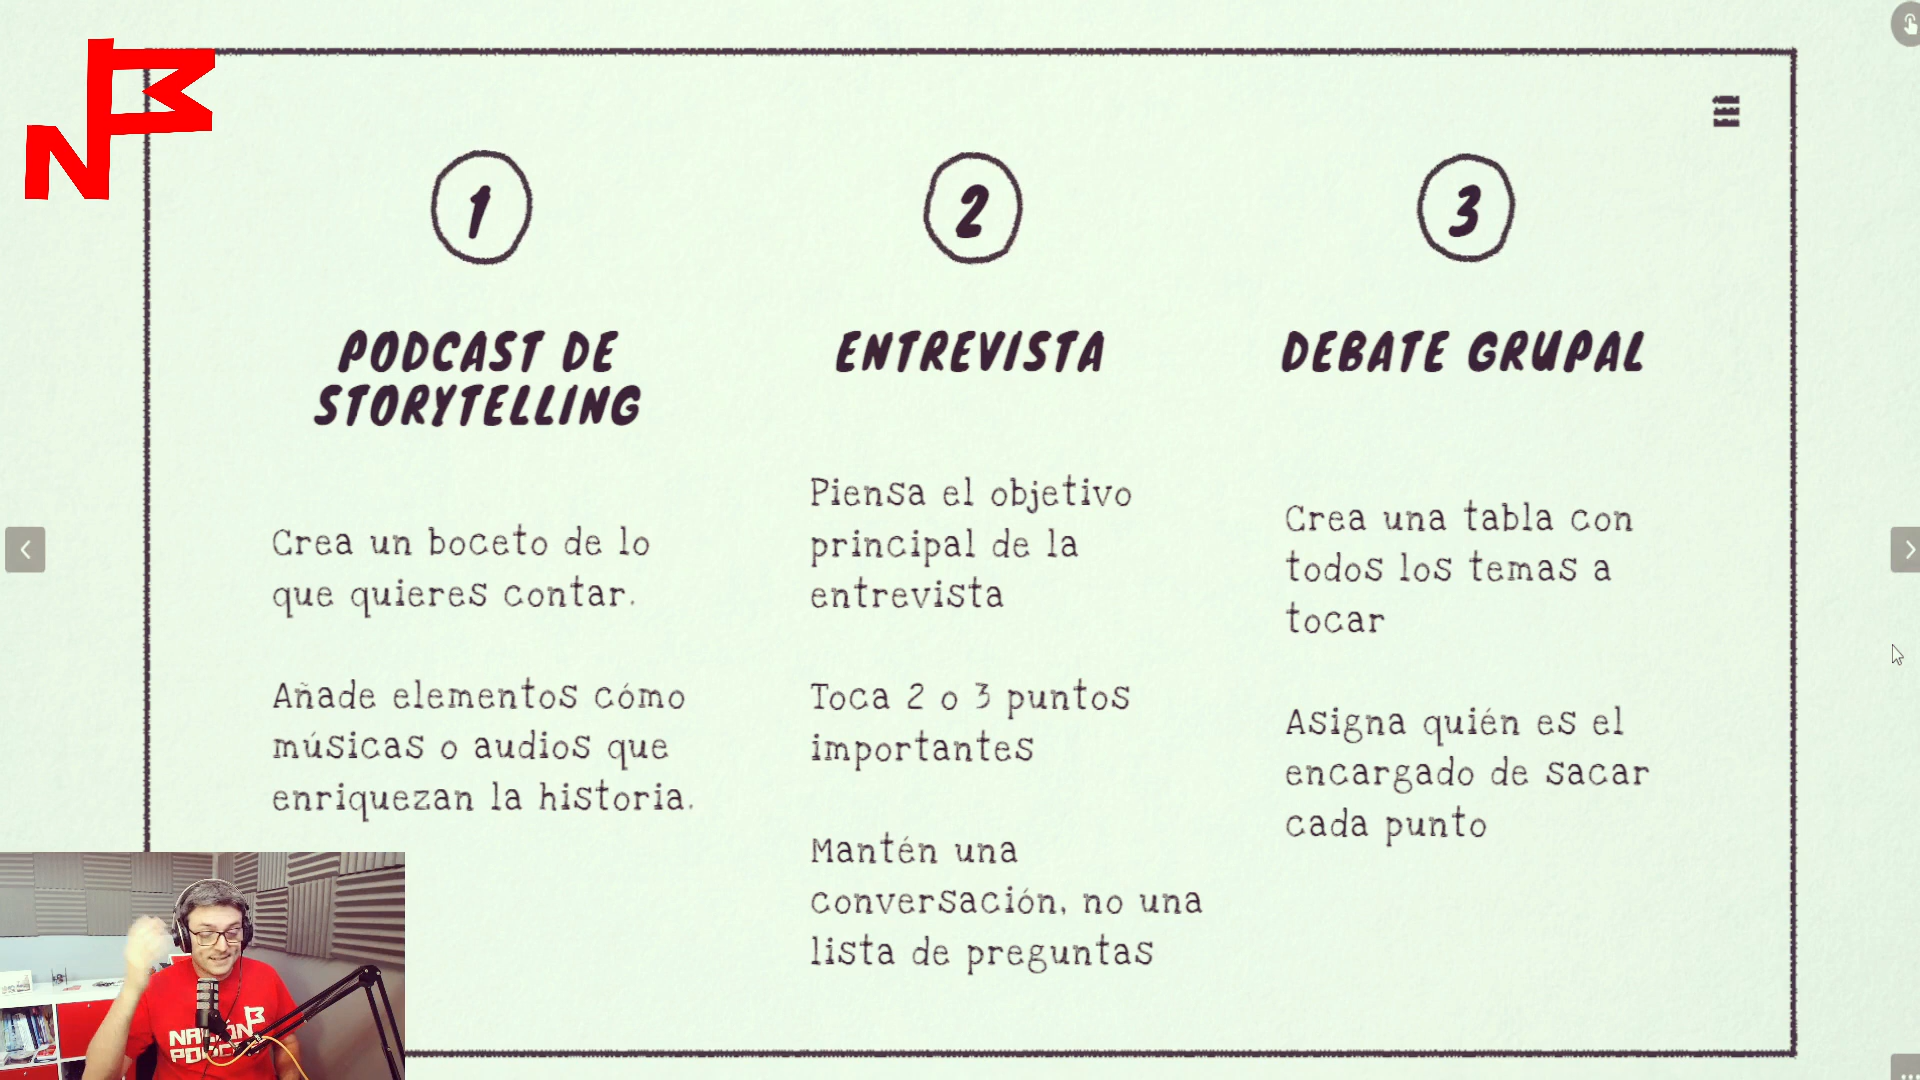 1
PODCAST DE
STORYTELLING
Crea un boceto de lo
que quieres contar.
Añade elementos cómo
músicas o audios que
enriquezan la historia.
2
ENTREVISTA
Piensa el objetivo
principal de la
entrevista
Toca 2 o 3 puntos
importantes
Mantén una
conversación, no una
lista de preguntas
3
DEBATE GRUPAL
Crea una tabla con
todos los temas a
tocar
Asigna quién es el
encargado de sacar
cada punto
N